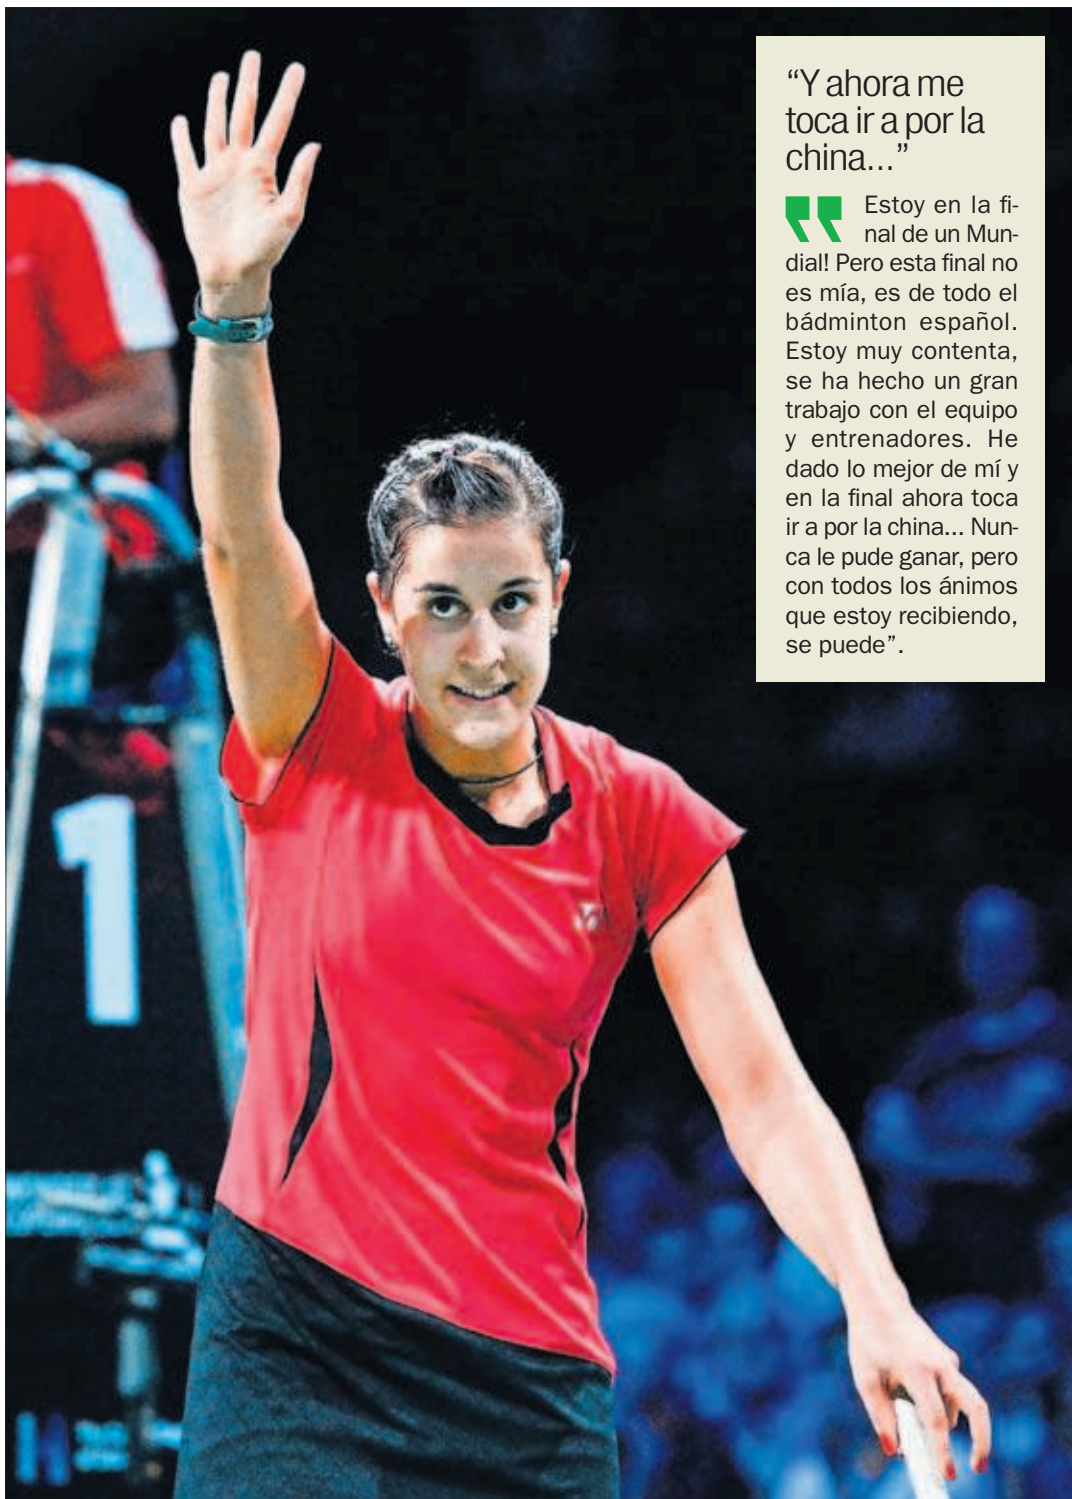 “Y ahora me
toca ir a por la
china...”
Estoy en la fi-
nal de un Mun-
dial! Pero esta final no
es mía, es de todo el
bádminton español.
Estoy muy contenta,
se ha hecho un gran
trabajo con el equipo
y entrenadores. He
dado lo mejor de mí y
en la final ahora toca
ir a por la china... Nun-
ca le pude ganar, pero
con todos los ánimos
que estoy recibiendo,
se puede”.
1